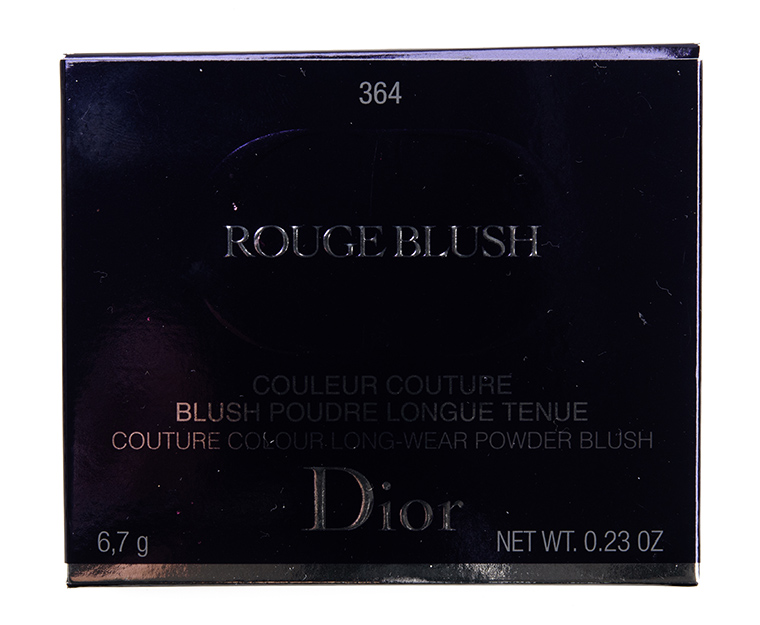 364
ROUGE BLUSH
COULEUR COUTURE
BLUSH POUDRE LONGUE TENUE
COUTURE COLOUR LONG-WEAR POWDER BLUSH
Dior
6,7 g NET WT. 0.23 OZ